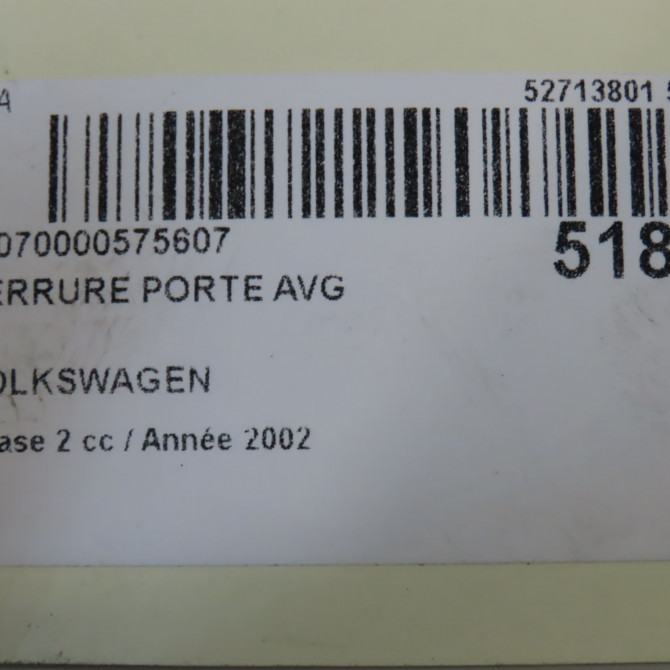 A 52713801 5
070000575607
518
ERRURE PORTE AVG
OLKSWAGEN
ase 2 cc / Année 2002